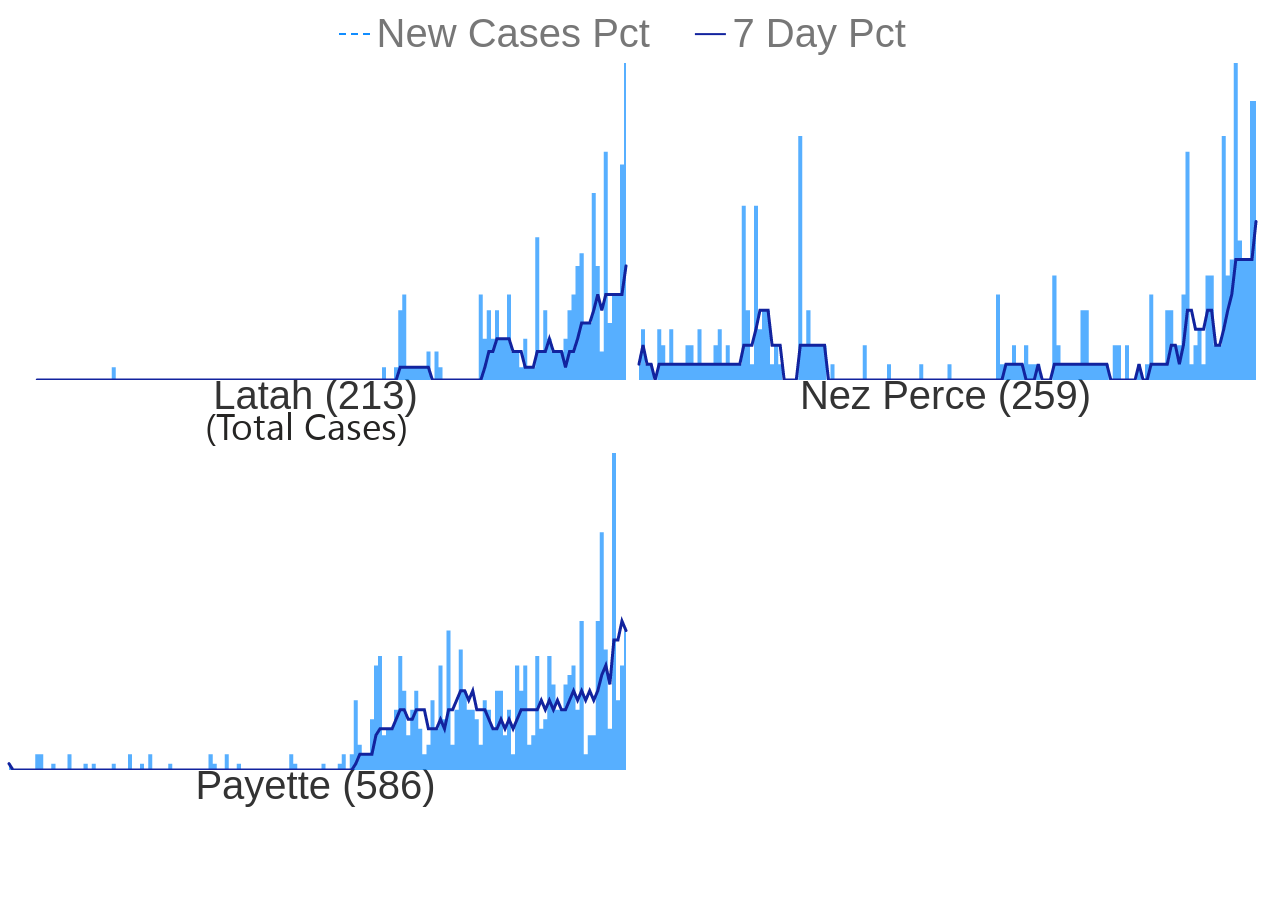 New Cases Pct 7 Day Pct
Latah (213)
(Total Cases)
Nez Perce (259)
Payette (586)